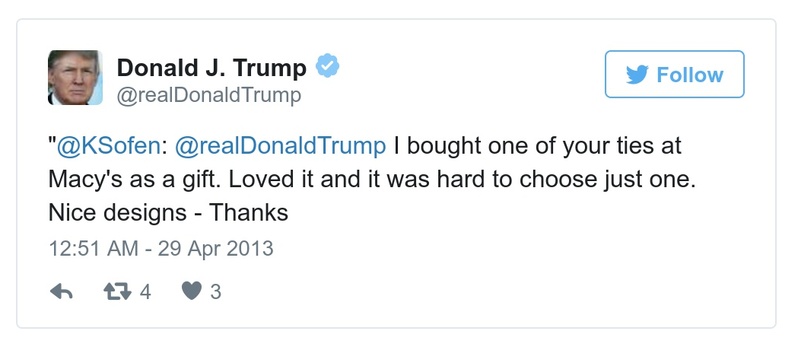 Donald J. Trump
@realDonaldTrump
Follow
"@KSofen: @realDonaldTrump I bought one of your ties at
Macy's as a gift. Loved it and it was hard to choose just one.
Nice designs - Thanks
12:51 AM - 29 Apr 2013
4 3